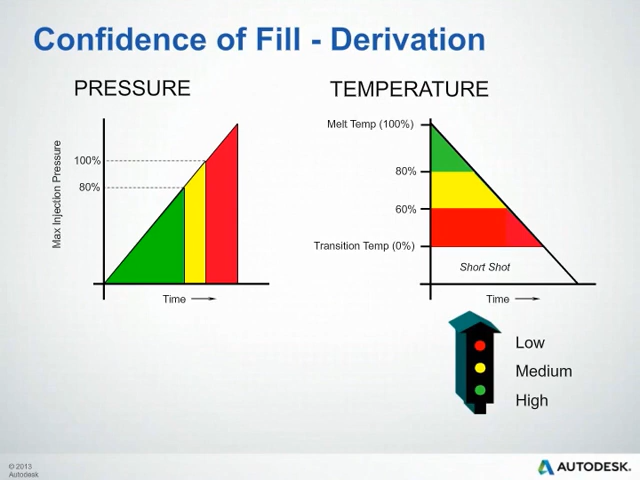 Confidence of Fill - Derivation
PRESSURE
Max Injection Pressure
100%
80%
Time
TEMPERATURE
Melt Temp (100%)
80%
60%
Transition Temp (0%)
Short Shot
Time
Low
Medium
High
© 2013
Autodesk
AUTODESK.